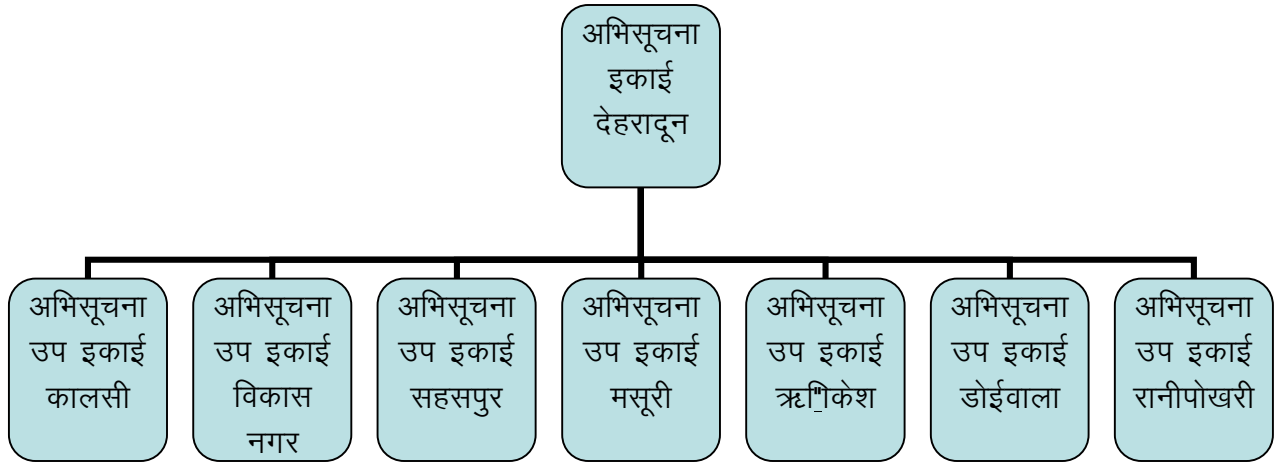 अभिसूचना
इकाई
देहरादून
अभिसूचना
उप इकाई
कालसी
अभिसूचना
उप इकाई
विकास
नगर
अभिसूचना
उप इकाई
सहसपुर
अभिसूचना
उप इकाई
मसूरी
अभिसूचना
उप इकाई
अभिसूचना
उप इकाई
डोईवाला
अभिसूचना
उप इकाई
रानीपोखरी